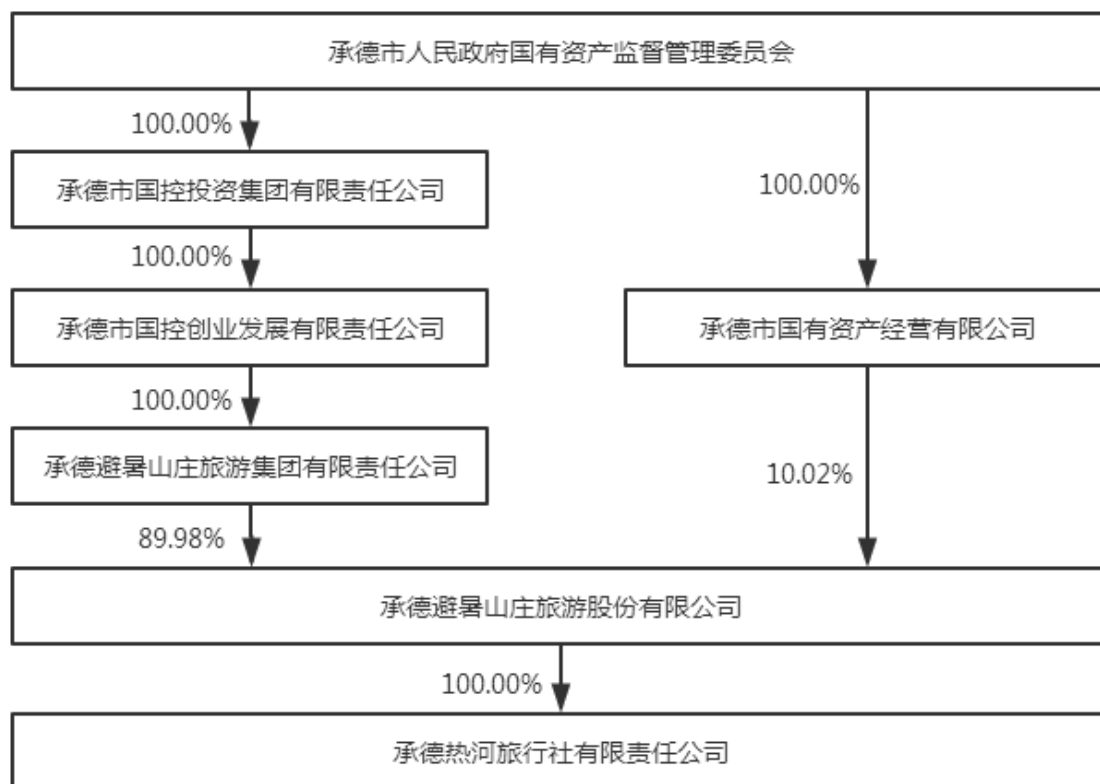 承德市人民政府国有资产监督管理委员会
100.00%
承德市国控投资集团有限责任公司
100.00%
100.00%
承德市国控创业发展有限责任公司
承德市国有资产经营有限公司
100.00%
承德避暑山庄旅游集团有限责任公司
10.02%
89.98%
承德避暑山庄旅游股份有限公司
100.00%
承德热河旅行社有限责任公司